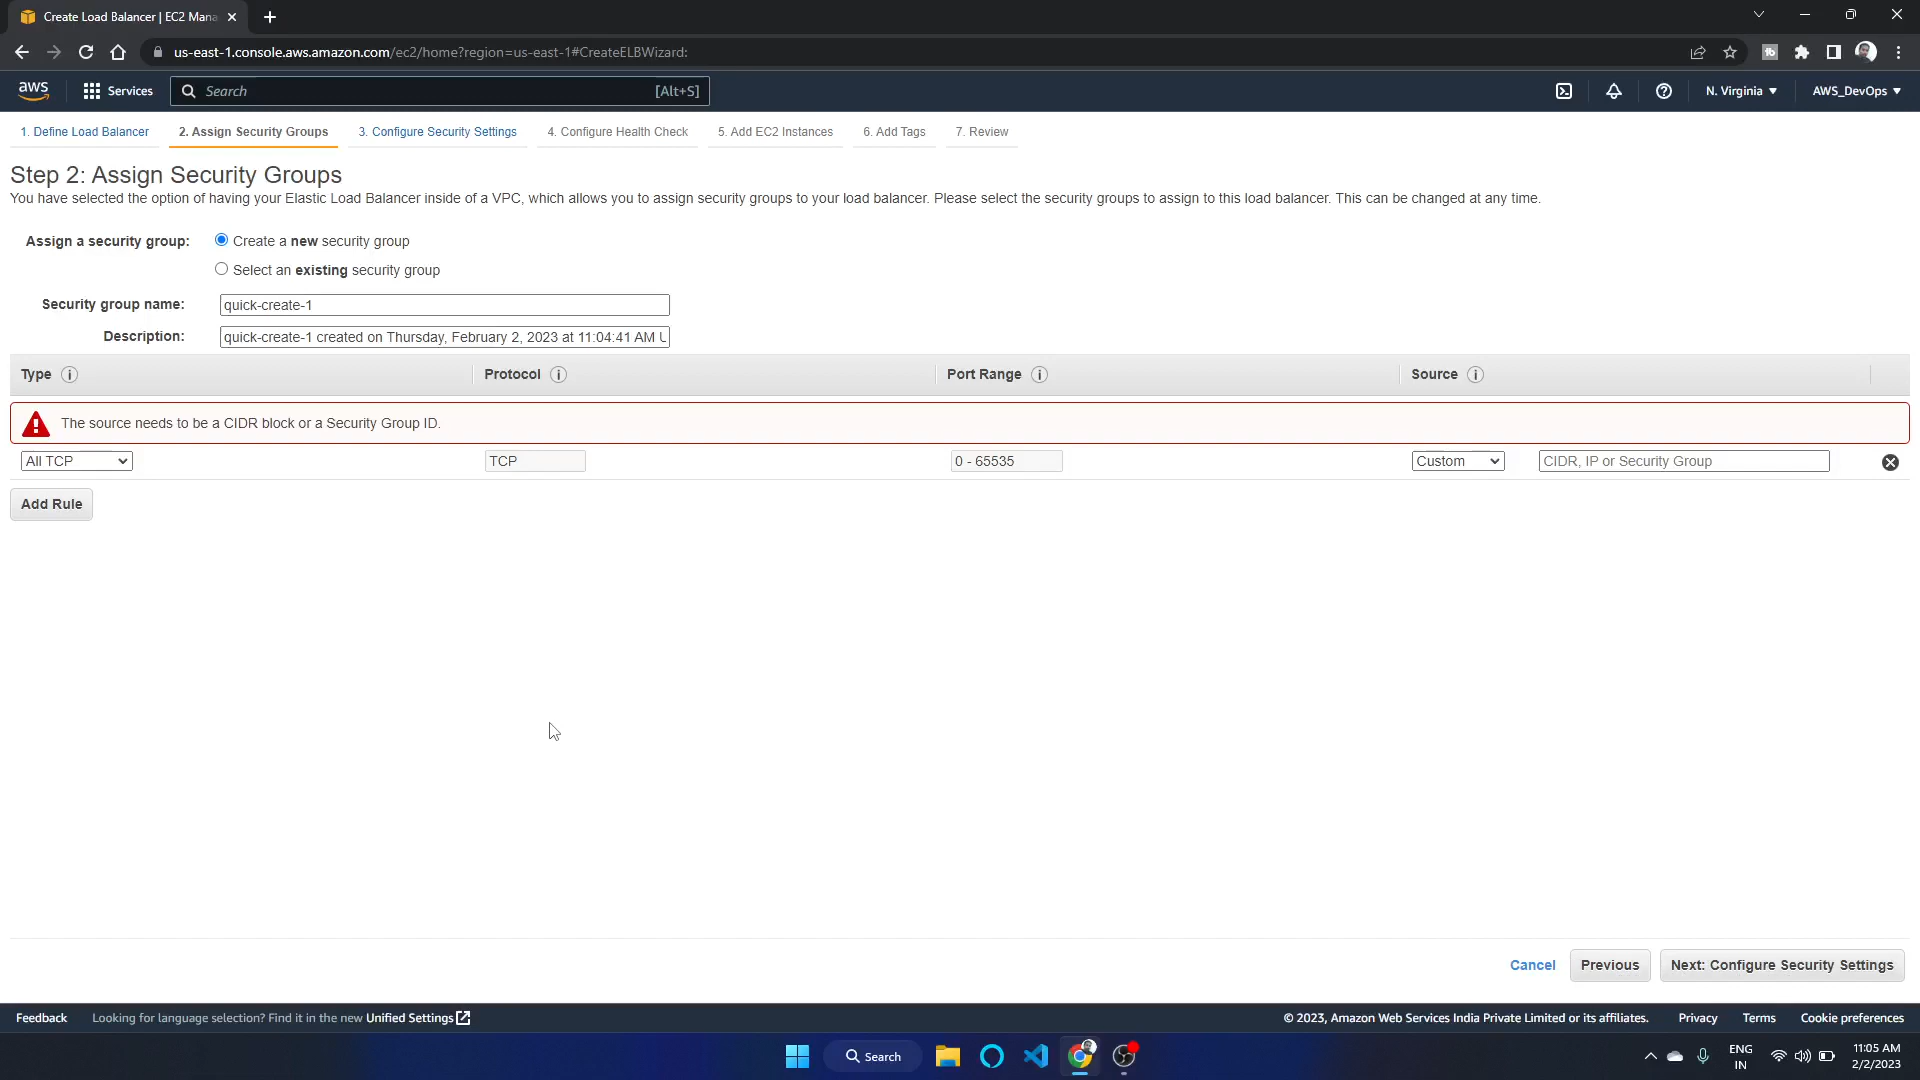 Create Load Balancer | EC2 Mana
us-east-1.console.aws.amazon.com/ec2/home?region=us-east-1#CreateELBWizard:
aws
Services
Search
[Alt+S]
N. Virginia
AWS_DevOps
1. Define Load Balancer
2. Assign Security Groups
3. Configure Security Settings
4. Configure Health Check
5. Add EC2 Instances
6. Add Tags
7. Review
Step 2: Assign Security Groups
You have selected the option of having your Elastic Load Balancer inside of a VPC, which allows you to assign security groups to your load balancer. Please select the security groups to assign to this load balancer. This can be changed at any time.
Assign a security group:
Create a new security group
Select an existing security group
Security group name:
quick-create-1
Description:
quick-create-1 created on Thursday, February 2, 2023 at 11:04:41 AM U
Type
Protocol
Port Range
Source
The source needs to be a CIDR block or a Security Group ID.
All TCP
TCP
0 - 65535
Custom
CIDR, IP or Security Group
Add Rule
Cancel
Previous
Next: Configure Security Settings
Feedback
Looking for language selection? Find it in the new Unified Settings
© 2023, Amazon Web Services India Private Limited or its affiliates.
Privacy
Terms
Cookie preferences
Search
ENG
IN
11:05 AM
2/2/2023